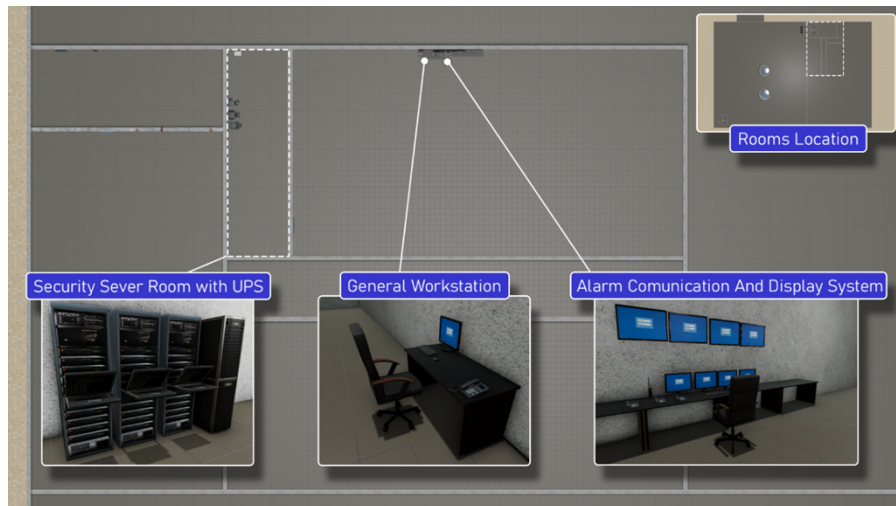 Rooms Location
Security Sever Room with UPS
General Workstation
Alarm Comunication And Display System